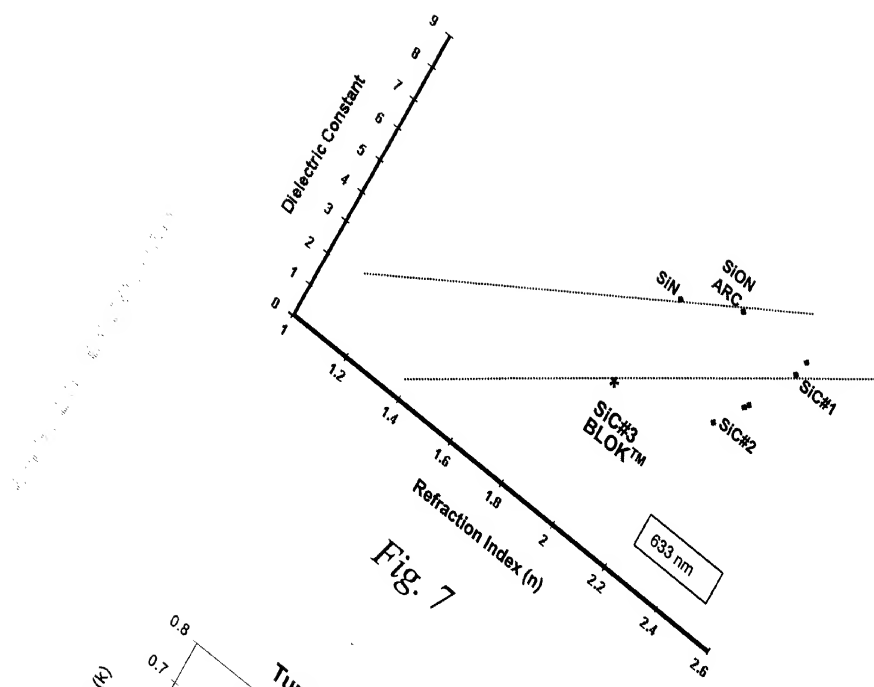 9
8
7
6
5
4
3
2
1
0
Dielectric Constant
SiN
SiON
ARC
SiC#1
SiC#2
SiC#3
BLOK™
1
1.2
1.4
1.6
1.8
2
2.2
2.4
2.6
Refraction Index (n)
633 nm
Fig. 7
0.8
0.7
(k)